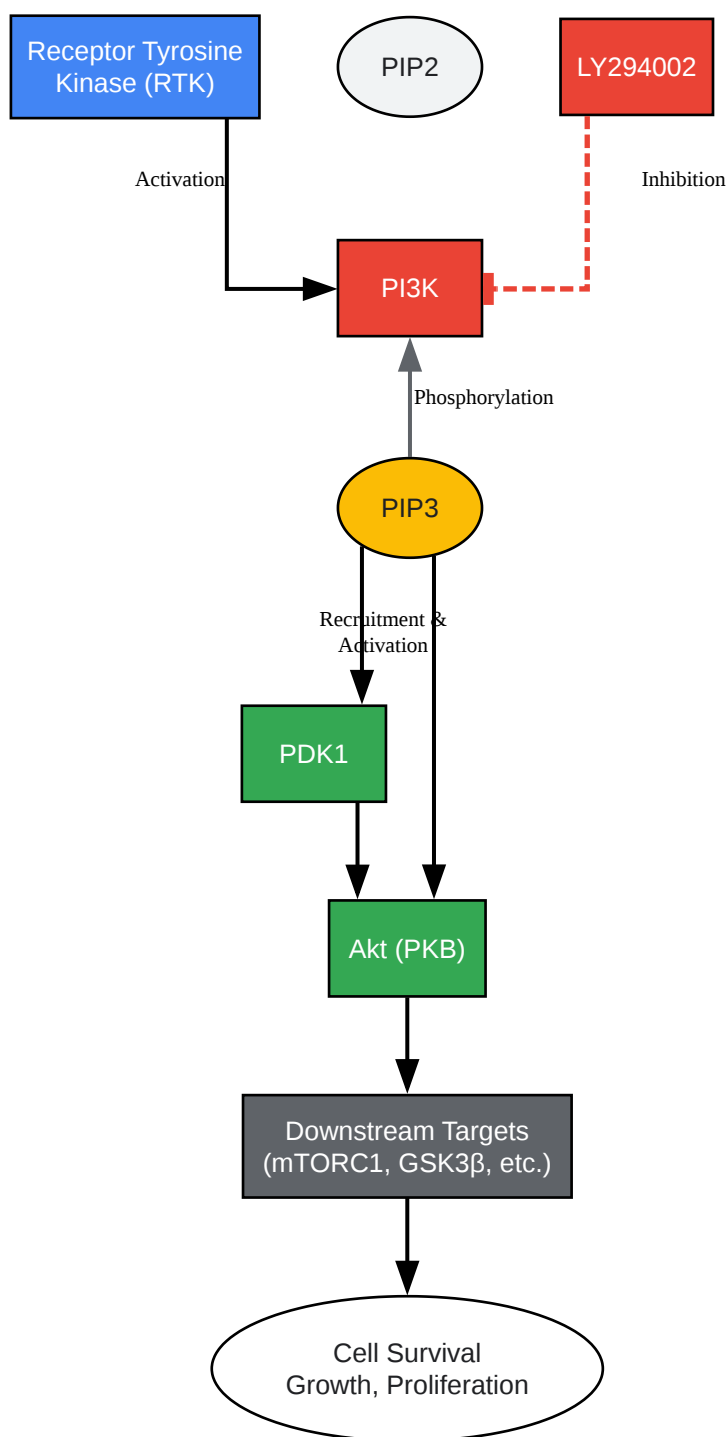 Receptor Tyrosine
Kinase (RTK)
PIP2
LY294002
Activation
Inhibition
PI3K
Phosphorylation
PIP3
Recruitment &
Activation
PDK1
Akt (PKB)
Downstream Targets
(mTORC1, GSK3β, etc.)
Cell Survival
Growth, Proliferation